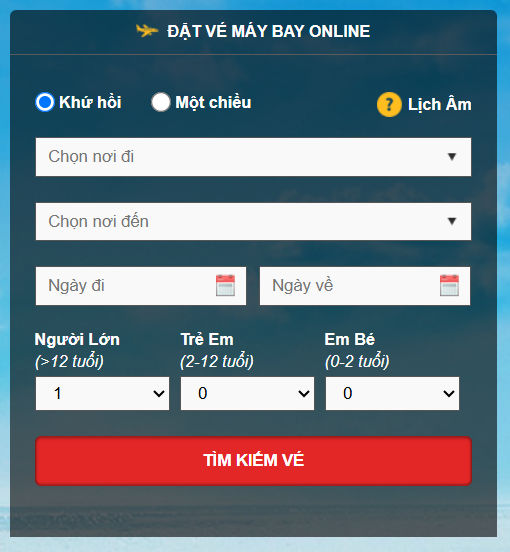 ĐẶT VÉ MÁY BAY ONLINE
Khứ hồi Một chiều ? Lịch Âm
Chọn nơi đi
Chọn nơi đến
Ngày đi Ngày về
Người Lớn Trẻ Em Em Bé
(>12 tuổi) (2-12 tuổi) (0-2 tuổi)
1 0 0
TÌM KIẾM VÉ